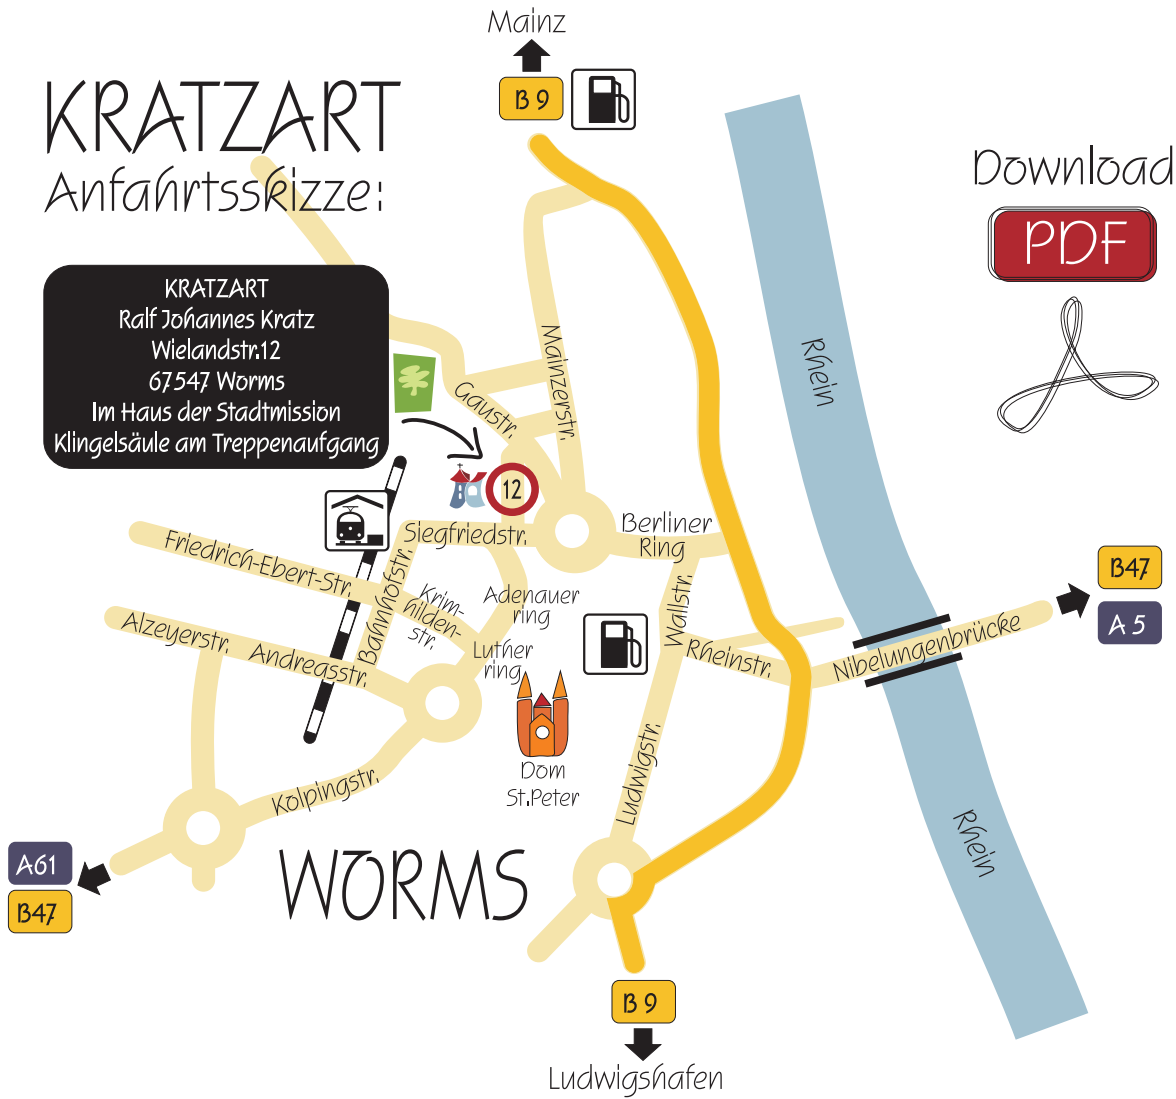 Mainz
B 9
KRATZART
Anfahrtsskizze:
Download
PDF
KRATZART
Ralf Johannes Kratz
Wielandstr.12
67547 Worms
Im Haus der Stadtmission
Klingelsäule am Treppenaufgang
Rhein
Mainzerstr.
Gaustr.
12
Siegfriedstr.
Berliner
Ring
Friedrich-Ebert-Str.
Bahnhofstr.
Krim-
hilden-
str.
Adenauer
ring
Wallstr.
B47
A 5
Alzeyerstr.
Andreasstr.
Luther
ring
Rheinstr.
Nibelungenbrücke
Dom
St.Peter
Ludwigstr.
Kolpingstr.
Rhein
A61
B47
WORMS
B 9
Ludwigshafen